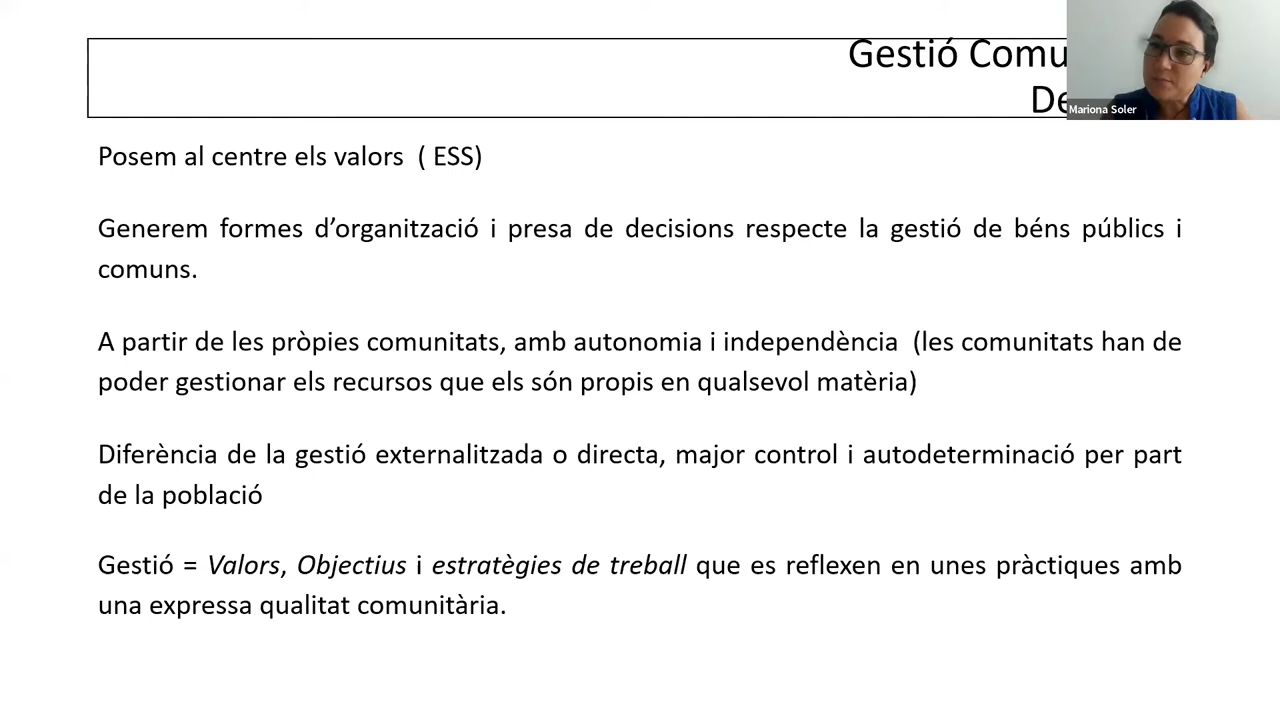 Gestió
Mariona Soler
Posem al centre els valors ( ESS)
Generem formes d’organització i presa de decisions respecte la gestió de béns públics i
comuns.
A partir de les pròpies comunitats, amb autonomia i independència (les comunitats han de
poder gestionar els recursos que els són propis en qualsevol matèria)
Diferència de la gestió externalitzada o directa, major control i autodeterminació per part
de la població
Gestió = Valors, Objectius i estratègies de treball que es reflexen en unes pràctiques amb
una expressa qualitat comunitària.